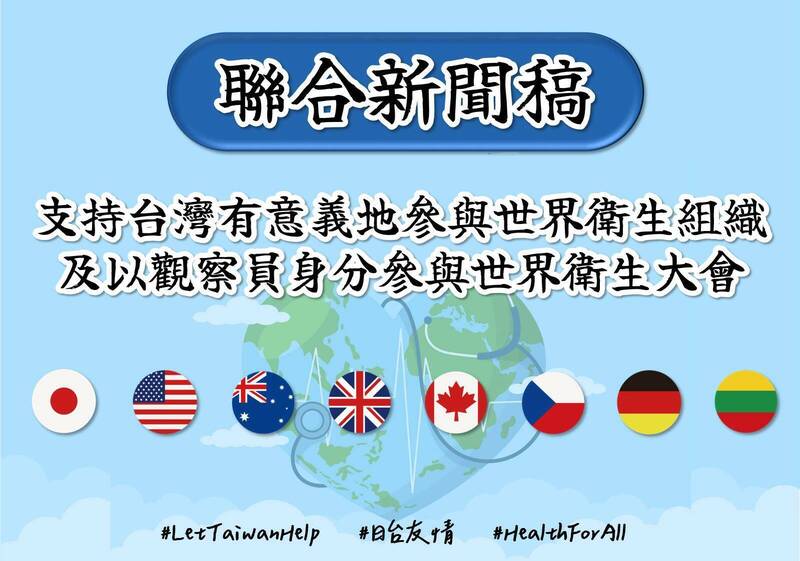 聯合新聞稿
支持台灣有意義地參與世界衛生組織
及以觀察員身分參與世界衛生大會
#LetTaiwanHelp #日台友情 #HealthForAll